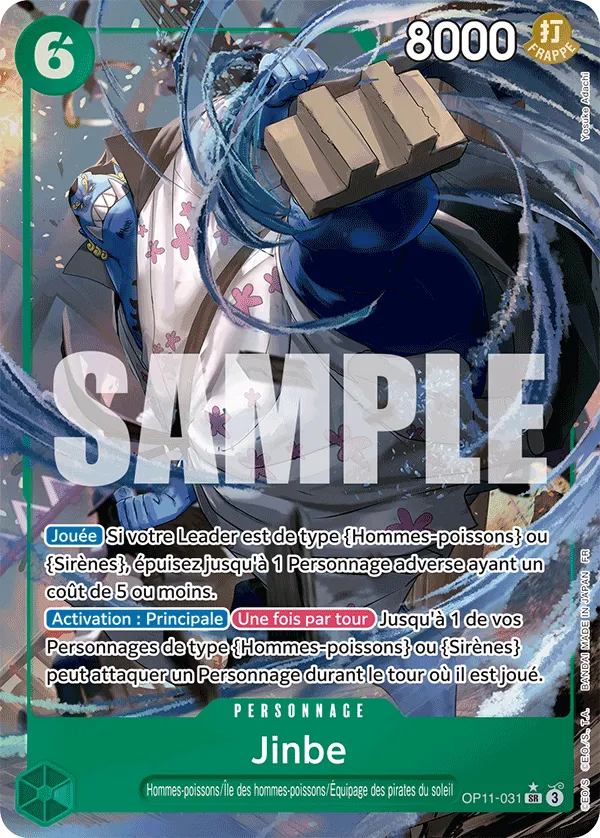 6
8000
打
FRAPPE
Yosuke Adachi
SAMPLE
Jouée Si votre Leader est de type {Hommes-poissons} ou
{Sirènes}, épuisez jusqu'à 1 Personnage adverse ayant un
coût de 5 ou moins.
Activation : Principale Une fois par tour Jusqu'à 1 de vos
Personnages de type {Hommes-poissons} ou {Sirènes}
peut attaquer un Personnage durant le tour où il est joué.
PERSONNAGE
Jinbe
Hommes-poissons/Île des hommes-poissons/Équipage des pirates du soleil
OP11-031 SR 3
©E.O/S ©E.O./S., T.A. BANDAI MADE IN JAPAN FR